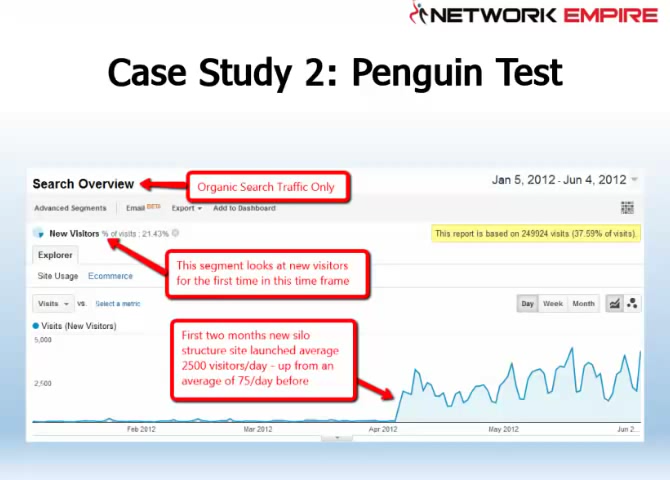 NETWORK EMPIRE
Case Study 2: Penguin Test
Search Overview
Organic Search Traffic Only
Jan 5, 2012 - Jun 4, 2012
Advanced Segments
Email BETA
Export
Add to Dashboard
New Visitors
% of visits : 21.43%
This report is based on 249924 visits (37.59% of visits).
Explorer
This segment looks at new visitors
for the first time in this time frame
Site Usage
Ecommerce
Visits
vs.
Select a metric
Day
Week
Month
Visits (New Visitors)
5,000
2,500
First two months new silo
structure site launched average
2500 visitors/day - up from an
average of 75/day before
Feb 2012
Mar 2012
Apr 2012
May 2012
Jun 2...